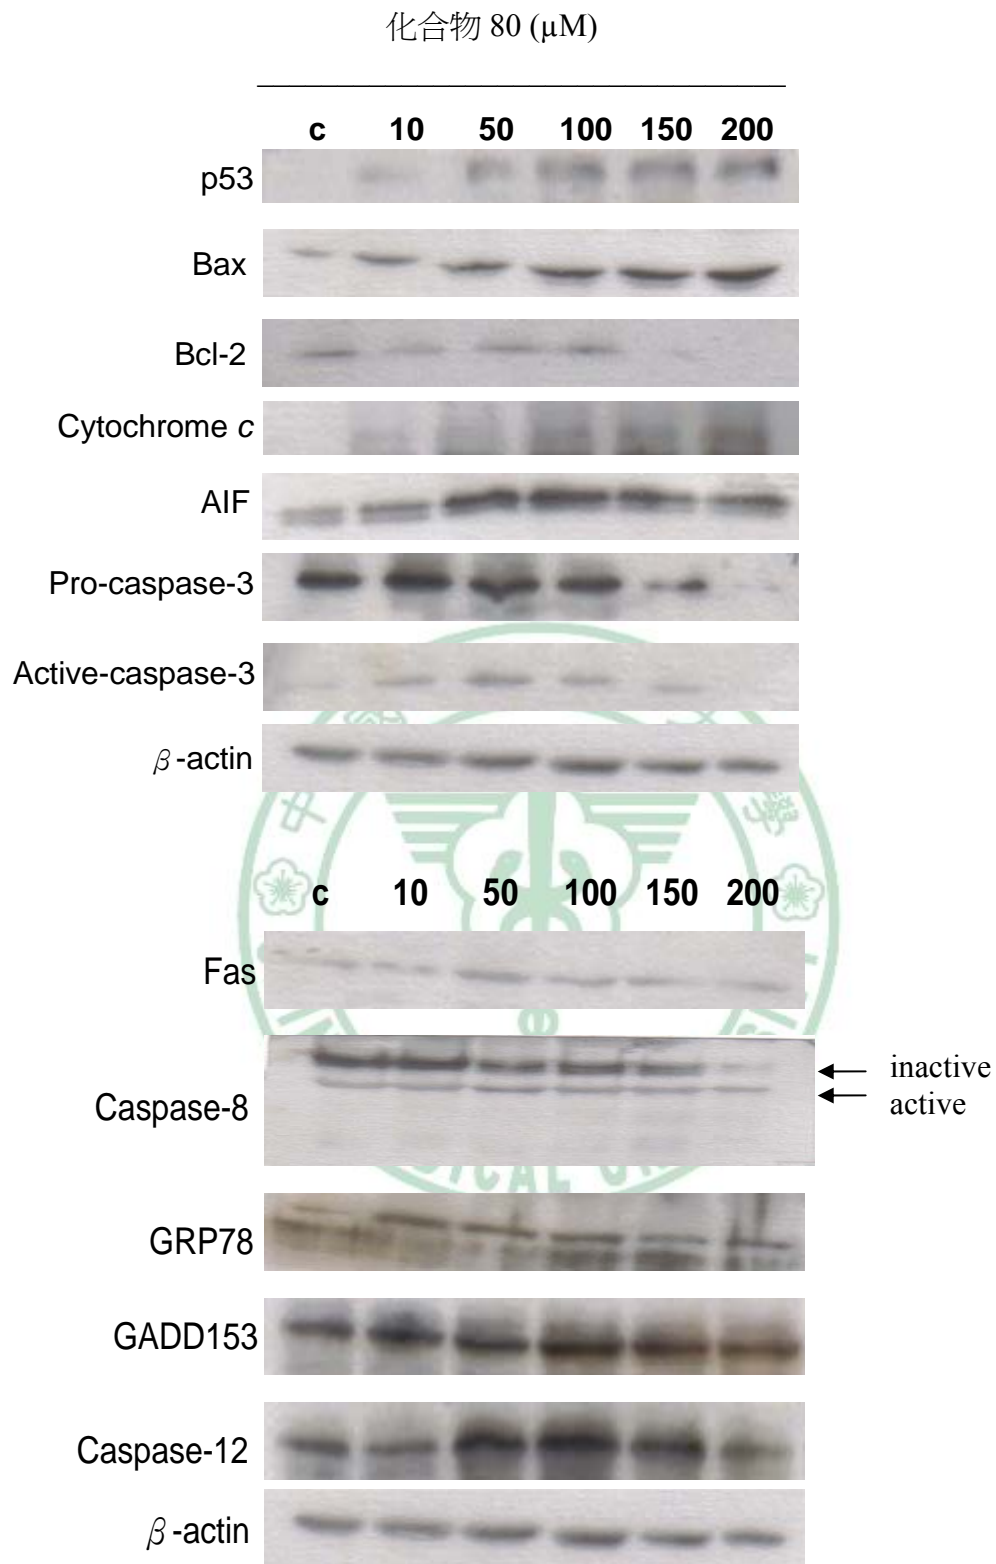 化合物 80 (µM)
c 10 50 100 150 200
p53
Bax
Bcl-2
Cytochrome c
AIF
Pro-caspase-3
Active-caspase-3
β-actin
c 10 50 100 150 200
Fas
Caspase-8
inactive
active
GRP78
GADD153
Caspase-12
β-actin